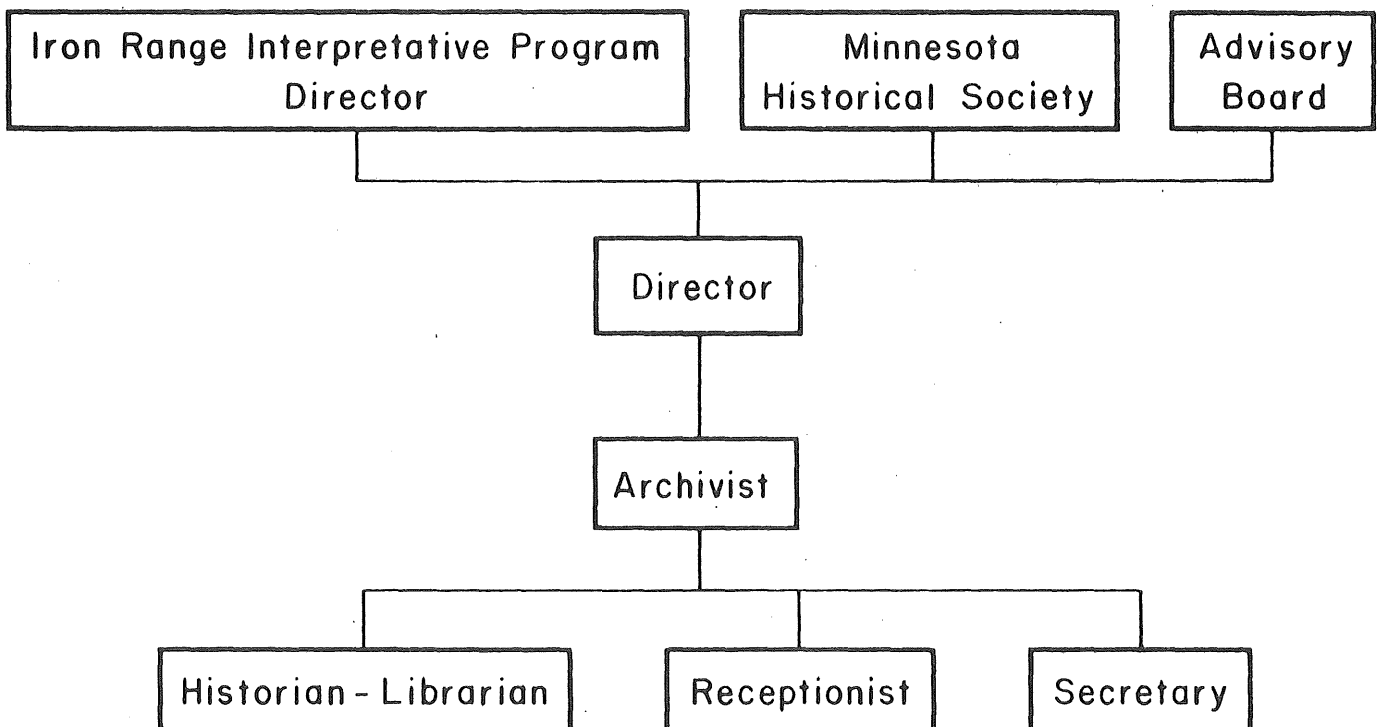 Iron Range Interpretative Program
Director
Minnesota
Historical Society
Advisory
Board
Director
Archivist
Historian - Librarian
Receptionist
Secretary